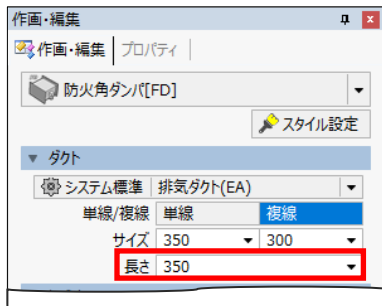 作画・編集
作画・編集 プロパティ
防火角ダンパ[FD]
スタイル設定
ダクト
システム標準 排気ダクト(EA)
単線/複線 単線 複線
サイズ 350 300
長さ 350